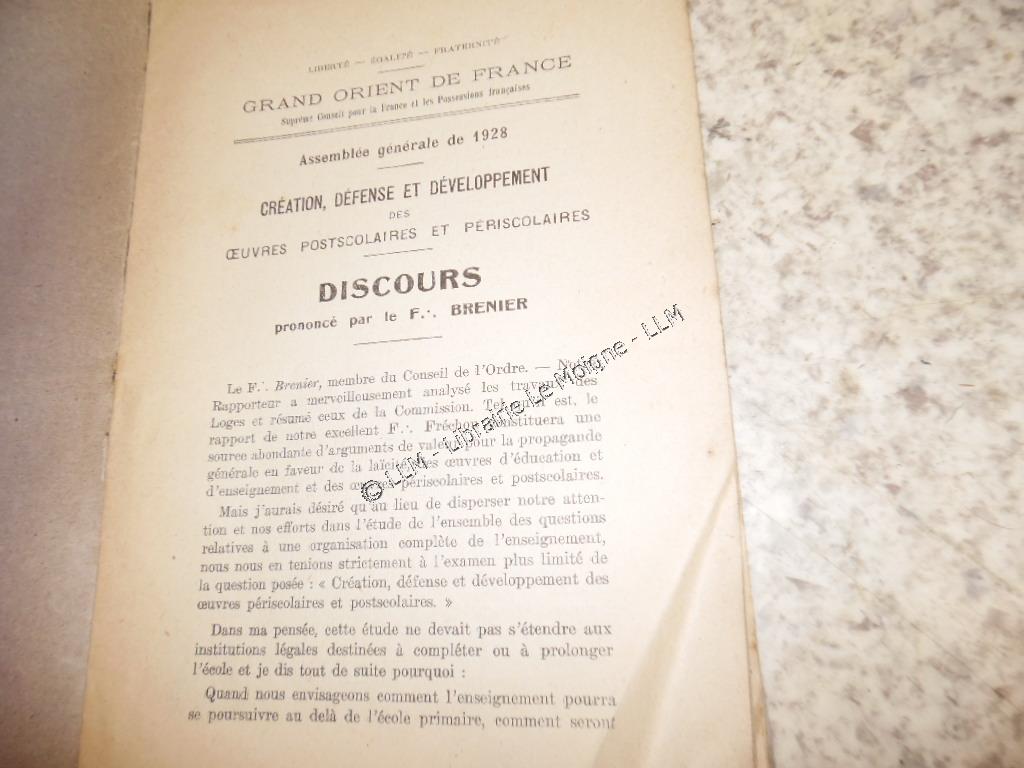 LIBERTÉ — ÉGALITÉ — FRATERNITÉ
GRAND ORIENT DE FRANCE
Suprême Conseil pour la France et les Possessions françaises
Assemblée générale de 1928
CRÉATION, DÉFENSE ET DÉVELOPPEMENT
DES
ŒUVRES POSTSCOLAIRES ET PÉRISCOLAIRES
DISCOURS
prononcé par le F∴ BRENIER
Le F∴ Brenier, membre du Conseil de l'Ordre. — Notre
Rapporteur a merveilleusement analysé les travaux des
Loges et résumé ceux de la Commission. Tel qu'il est, le
rapport de notre excellent F∴ Fréchou constituera une
source abondante d'arguments de valeur pour la propagande
générale en faveur de la laïcité, des œuvres d'éducation et
d'enseignement et des œuvres périscolaires et postscolaires.
Mais j'aurais désiré qu'au lieu de disperser notre atten-
tion et nos efforts dans l'étude de l'ensemble des questions
relatives à une organisation complète de l'enseignement,
nous nous en tenions strictement à l'examen plus limité de
la question posée : « Création, défense et développement des
œuvres périscolaires et postscolaires. »
Dans ma pensée, cette étude ne devait pas s'étendre aux
institutions légales destinées à compléter ou à prolonger
l'école et je dis tout de suite pourquoi :
Quand nous envisageons comment l'enseignement pourra
se poursuivre au delà de l'école primaire, comment seront
© LLM - Librairie Le Moigne - LLM